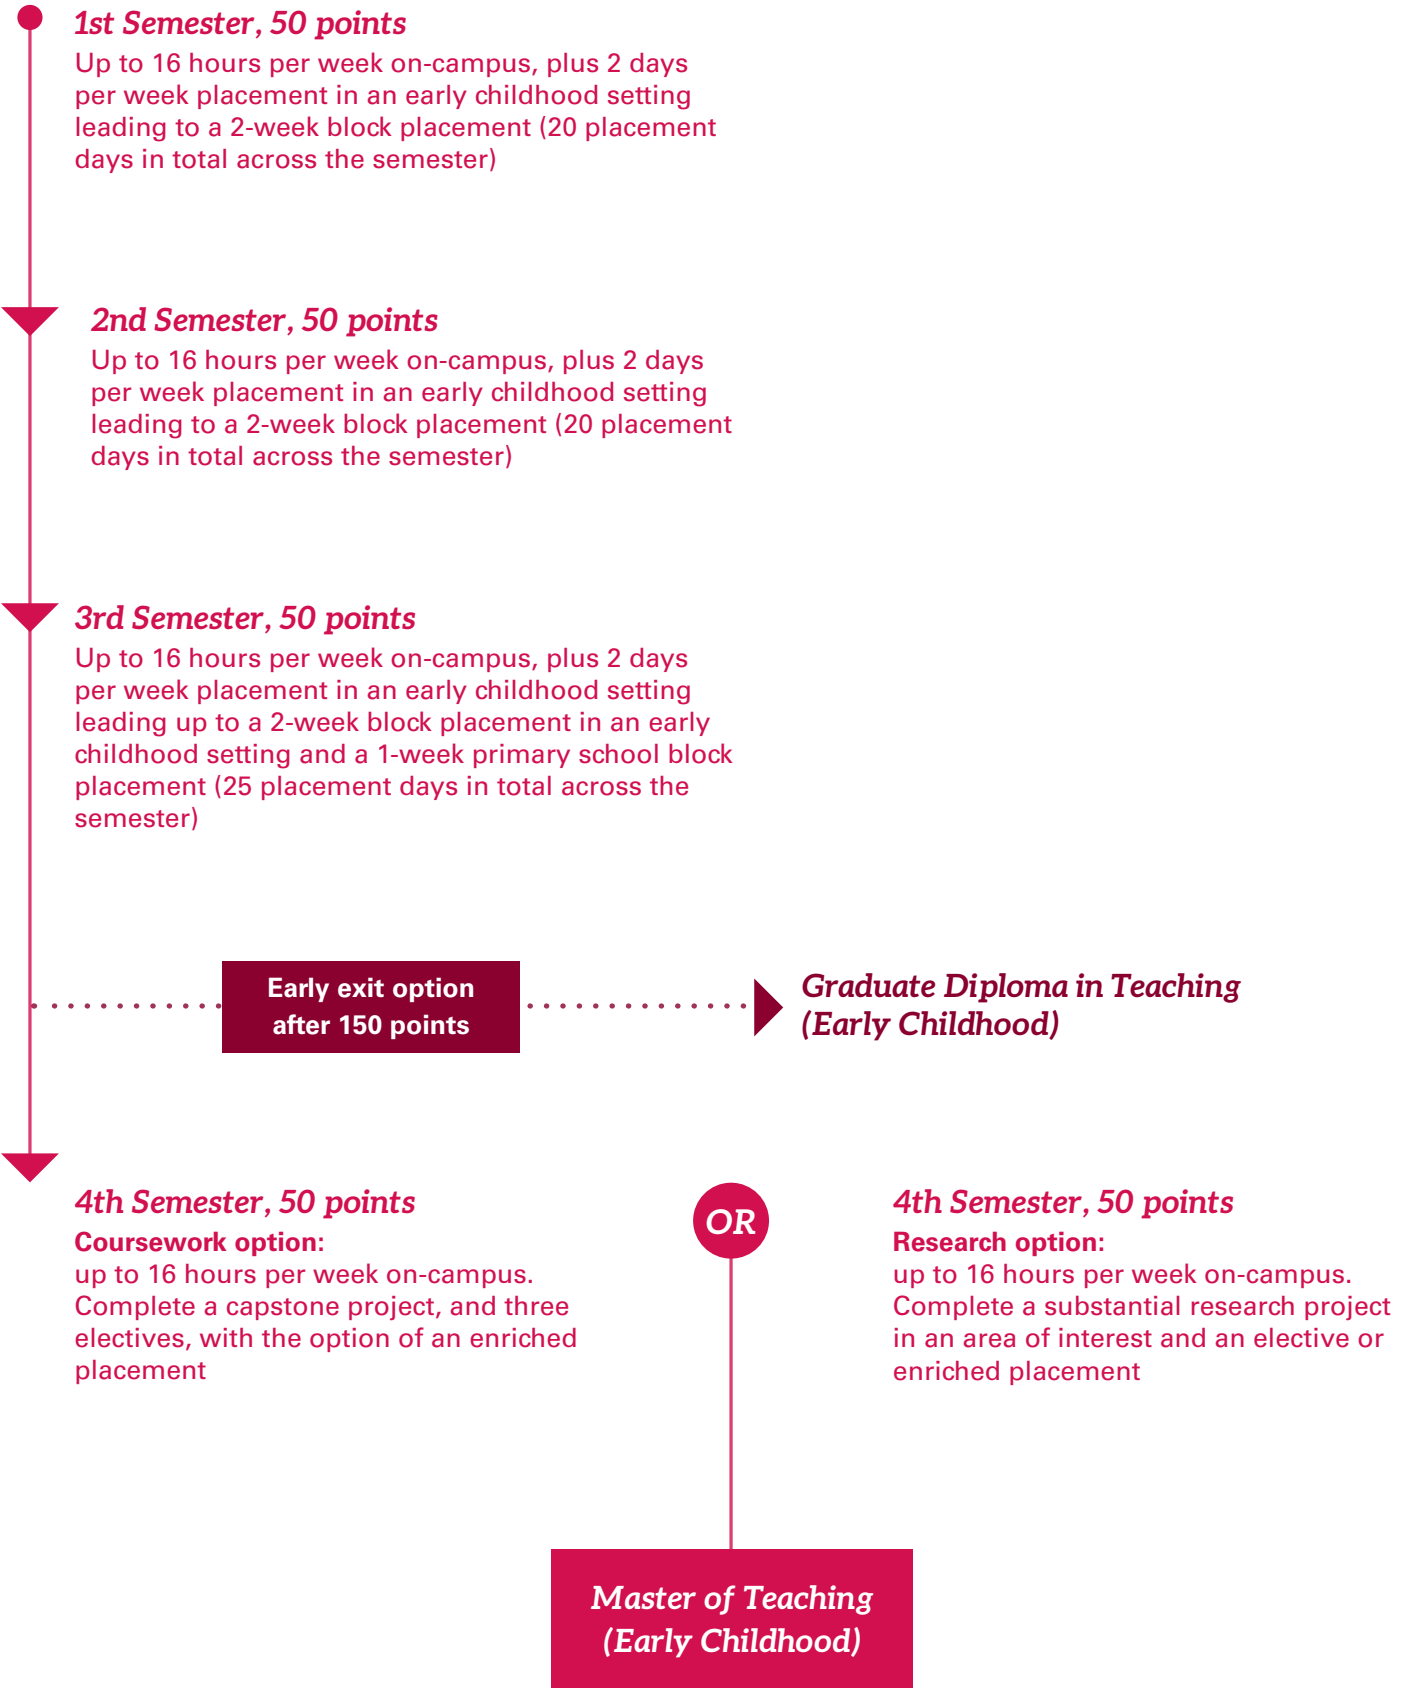 1st Semester, 50 points
Up to 16 hours per week on-campus, plus 2 days
per week placement in an early childhood setting
leading to a 2-week block placement (20 placement
days in total across the semester)
2nd Semester, 50 points
Up to 16 hours per week on-campus, plus 2 days
per week placement in an early childhood setting
leading to a 2-week block placement (20 placement
days in total across the semester)
3rd Semester, 50 points
Up to 16 hours per week on-campus, plus 2 days
per week placement in an early childhood setting
leading up to a 2-week block placement in an early
childhood setting and a 1-week primary school block
placement (25 placement days in total across the
semester)
Early exit option
after 150 points
Graduate Diploma in Teaching
(Early Childhood)
4th Semester, 50 points
Coursework option:
up to 16 hours per week on-campus.
Complete a capstone project, and three
electives, with the option of an enriched
placement
OR
4th Semester, 50 points
Research option:
up to 16 hours per week on-campus.
Complete a substantial research project
in an area of interest and an elective or
enriched placement
Master of Teaching
(Early Childhood)